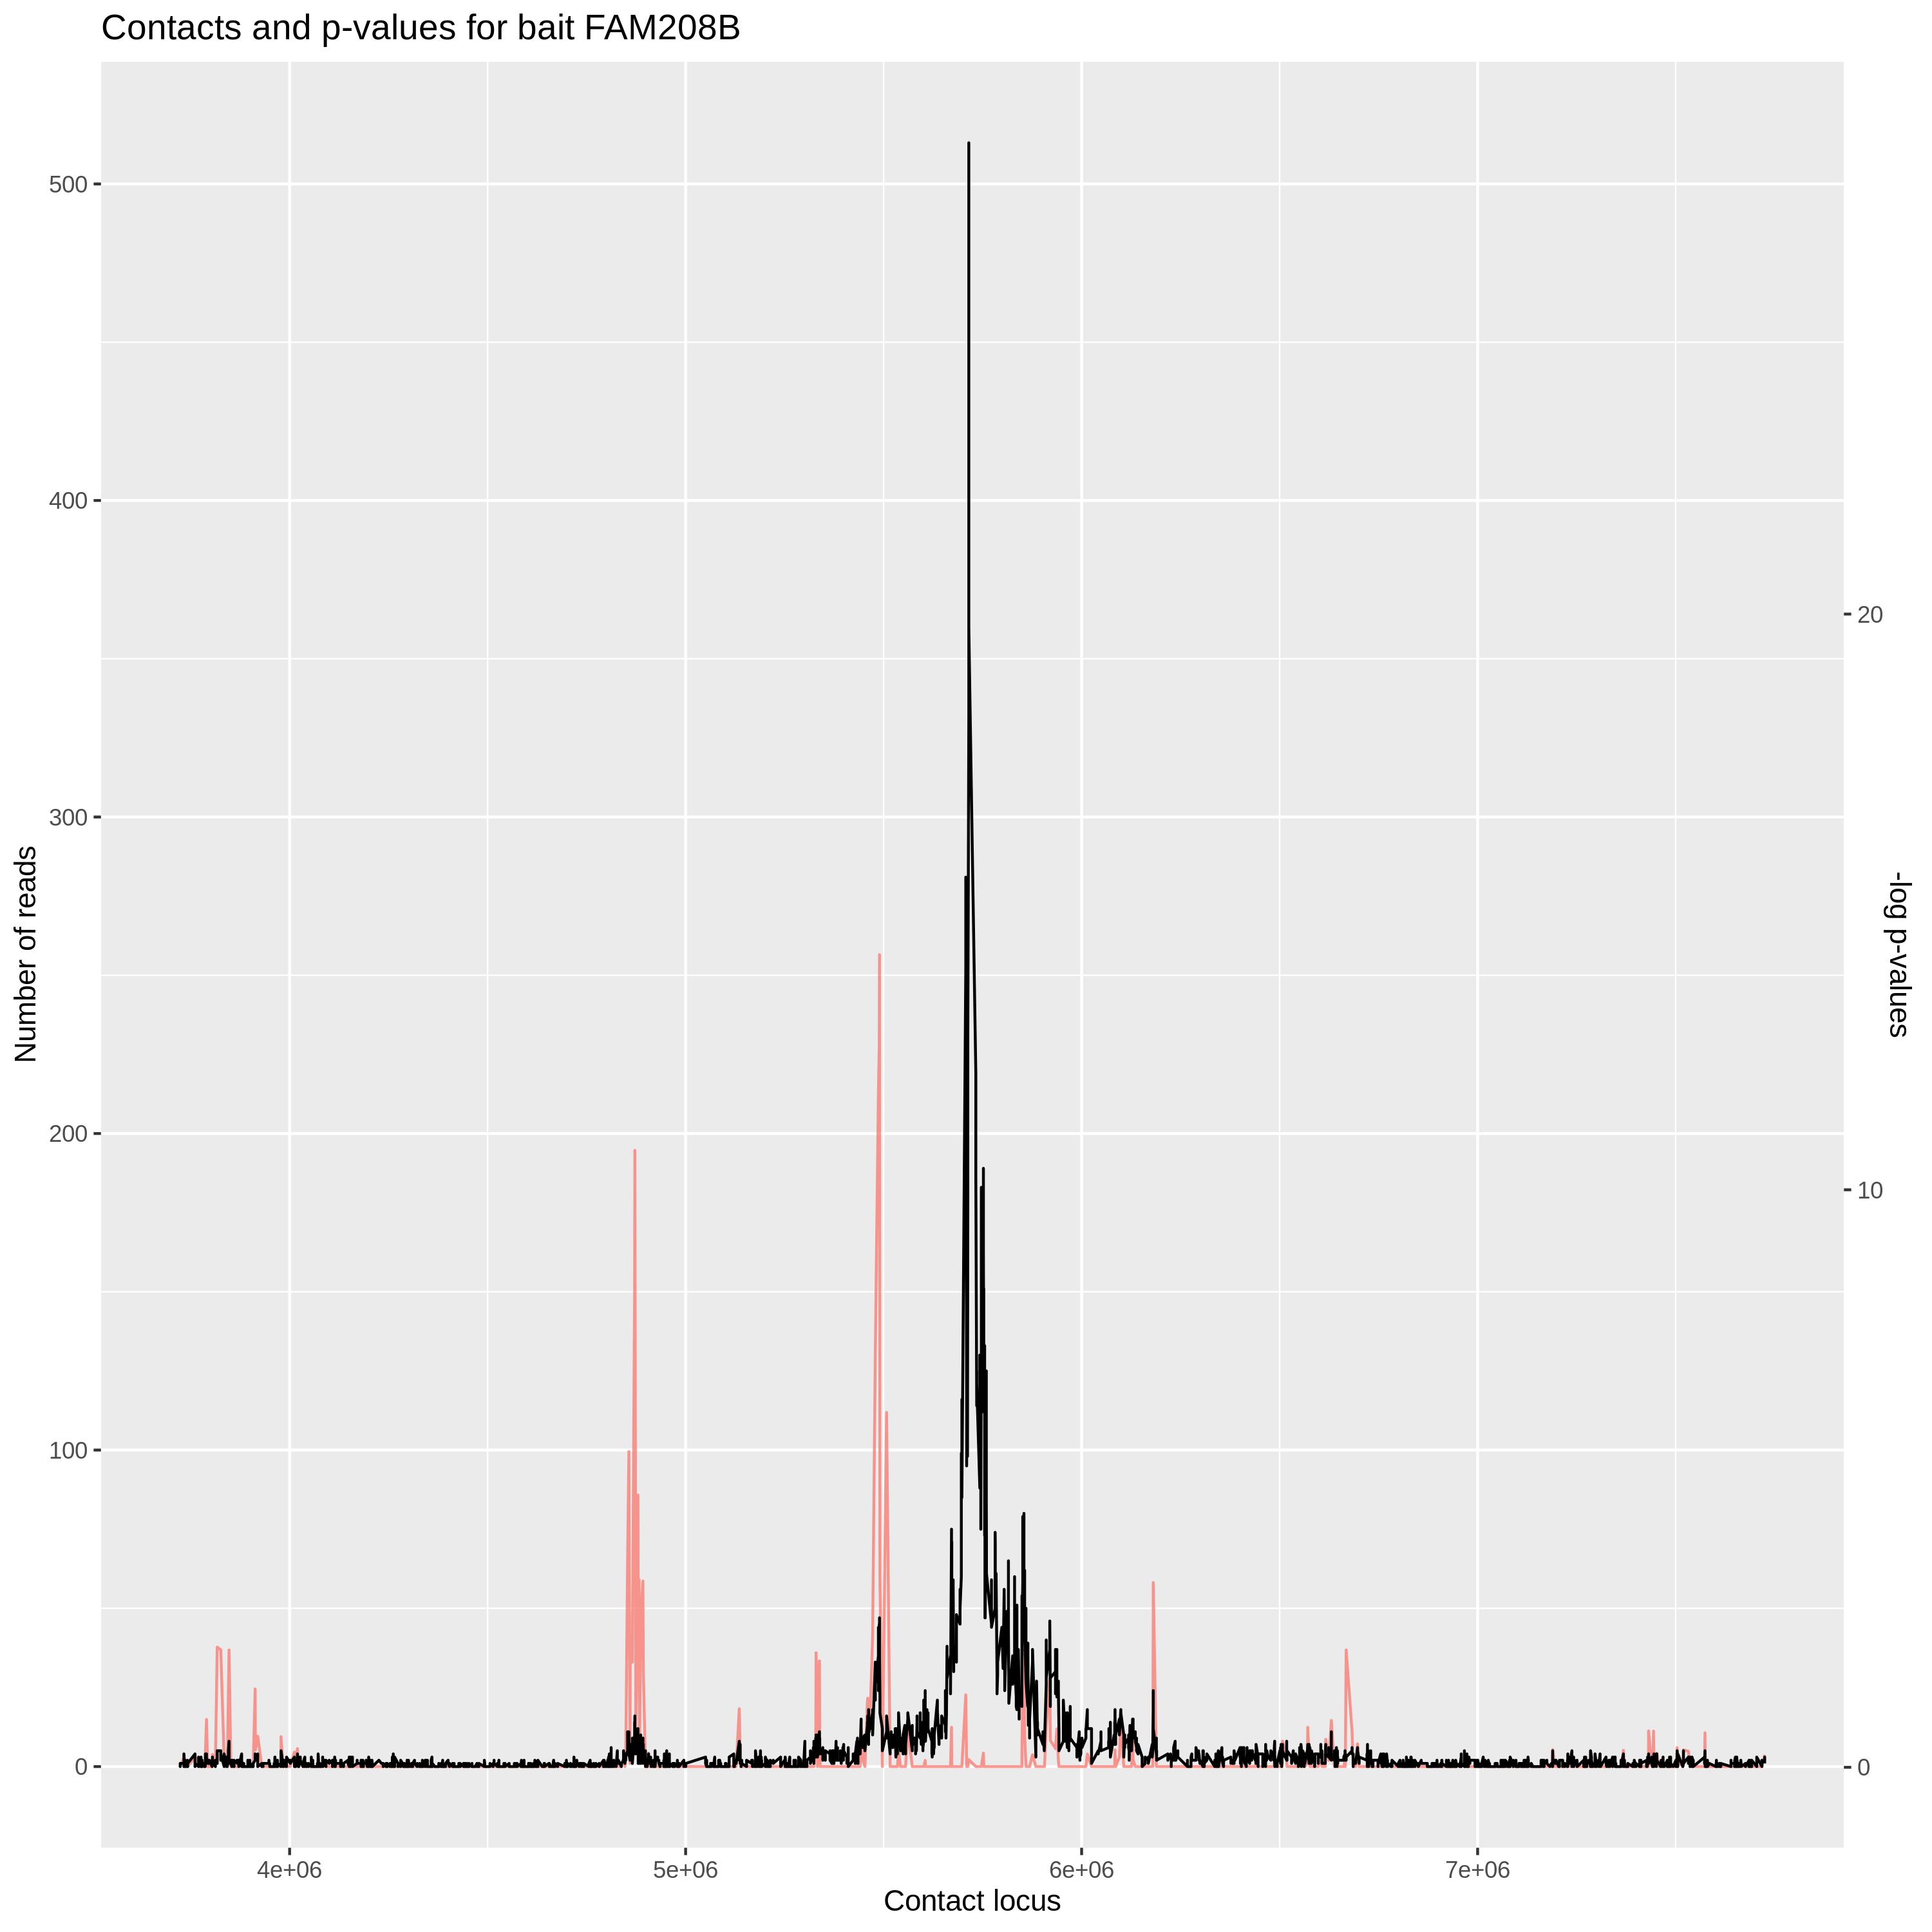 Contacts and p-values for bait FAM208B
500
400
300
200
100
0
Number of reads
20
10
0
-log p-values
4e+06
5e+06
6e+06
7e+06
Contact locus